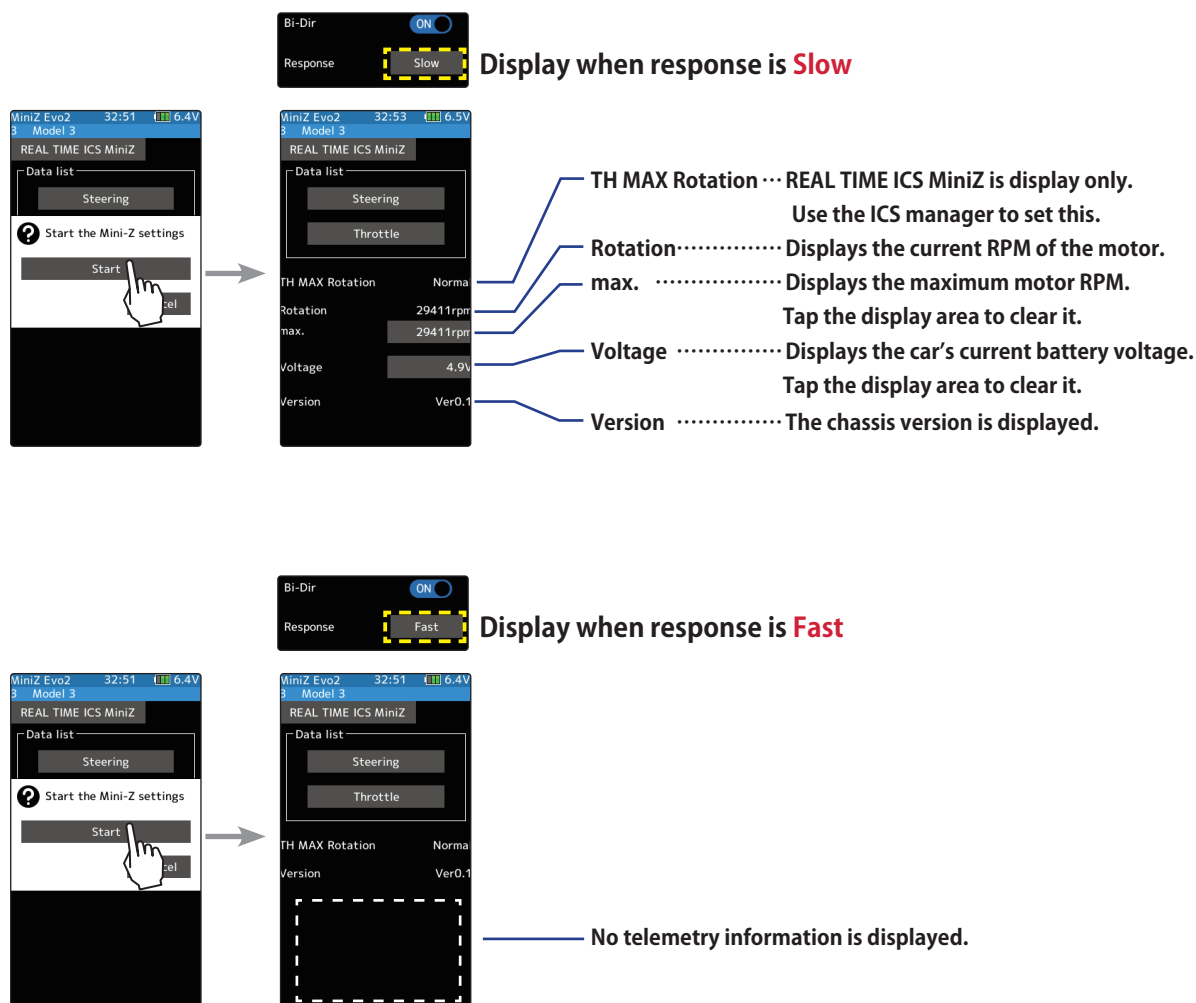 Bi-Dir ON
Response Slow
Display when response is Slow
MiniZ Evo2 32:51 6.4V
3 Model 3
REAL TIME ICS MiniZ
Data list
Steering
Start the Mini-Z settings
Start
cel
MiniZ Evo2 32:53 6.5V
3 Model 3
REAL TIME ICS MiniZ
Data list
Steering
Throttle
TH MAX Rotation Norma
Rotation 29411rpm
max. 29411rpm
Voltage 4.9V
Version Ver0.1
TH MAX Rotation ··· REAL TIME ICS MiniZ is display only.
Use the ICS manager to set this.
Rotation ··············· Displays the current RPM of the motor.
max. ··············· Displays the maximum motor RPM.
Tap the display area to clear it.
Voltage ··············· Displays the car's current battery voltage.
Tap the display area to clear it.
Version ··············· The chassis version is displayed.
Bi-Dir ON
Response Fast
Display when response is Fast
MiniZ Evo2 32:51 6.4V
3 Model 3
REAL TIME ICS MiniZ
Data list
Steering
Start the Mini-Z settings
Start
cel
MiniZ Evo2 32:51 6.4V
3 Model 3
REAL TIME ICS MiniZ
Data list
Steering
Throttle
TH MAX Rotation Norma
Version Ver0.1
No telemetry information is displayed.